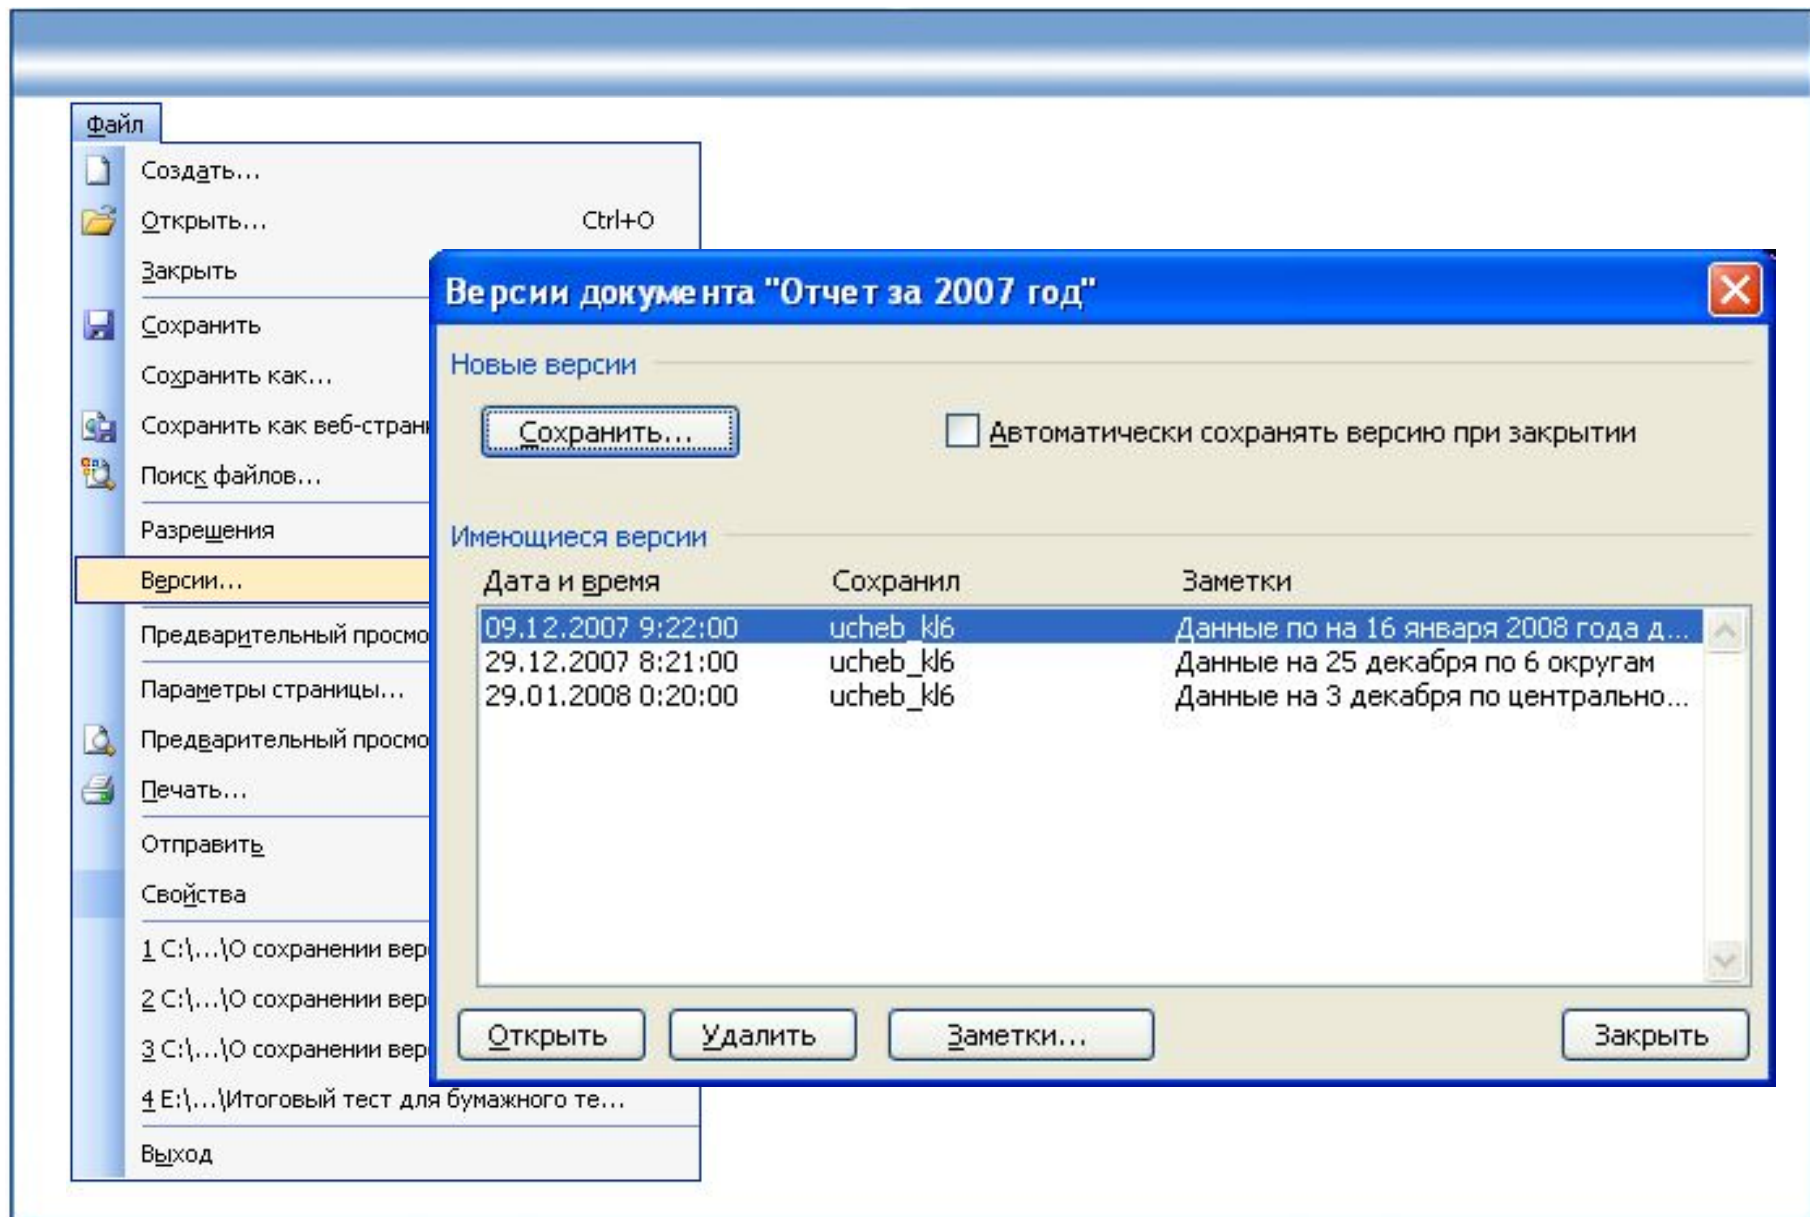 Файл
Создать...
Открыть... Ctrl+O
Закрыть
Сохранить
Сохранить как...
Сохранить как веб-стран
Поиск файлов...
Разрешения
Версии...
Предварительный просмо
Параметры страницы...
Предварительный просмо
Печать...
Отправить
Свойства
1 C:\...\О сохранении вер
2 C:\...\О сохранении вер
3 C:\...\О сохранении вер
4 E:\...\Итоговый тест для бумажного те...
Выход
Версии документа "Отчет за 2007 год"
Новые версии
Сохранить... Автоматически сохранять версию при закрытии
Имеющиеся версии
Дата и время Сохранил Заметки
09.12.2007 9:22:00 ucheb_kl6 Данные по на 16 января 2008 года д...
29.12.2007 8:21:00 ucheb_kl6 Данные на 25 декабря по 6 округам
29.01.2008 0:20:00 ucheb_kl6 Данные на 3 декабря по центрально...
Открыть Удалить Заметки... Закрыть